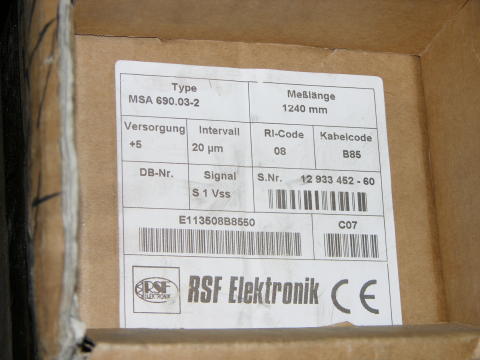 Type
MSA 690.03-2
Meßlänge
1240 mm
Versorgung
+5
Intervall
20 µm
RI-Code
08
Kabelcode
B85
DB-Nr.
Signal
S 1 Vss
S.Nr. 12 933 452 - 60
E113508B8550
C07
RSF
ELEKTRONIK
RSF Elektronik CE